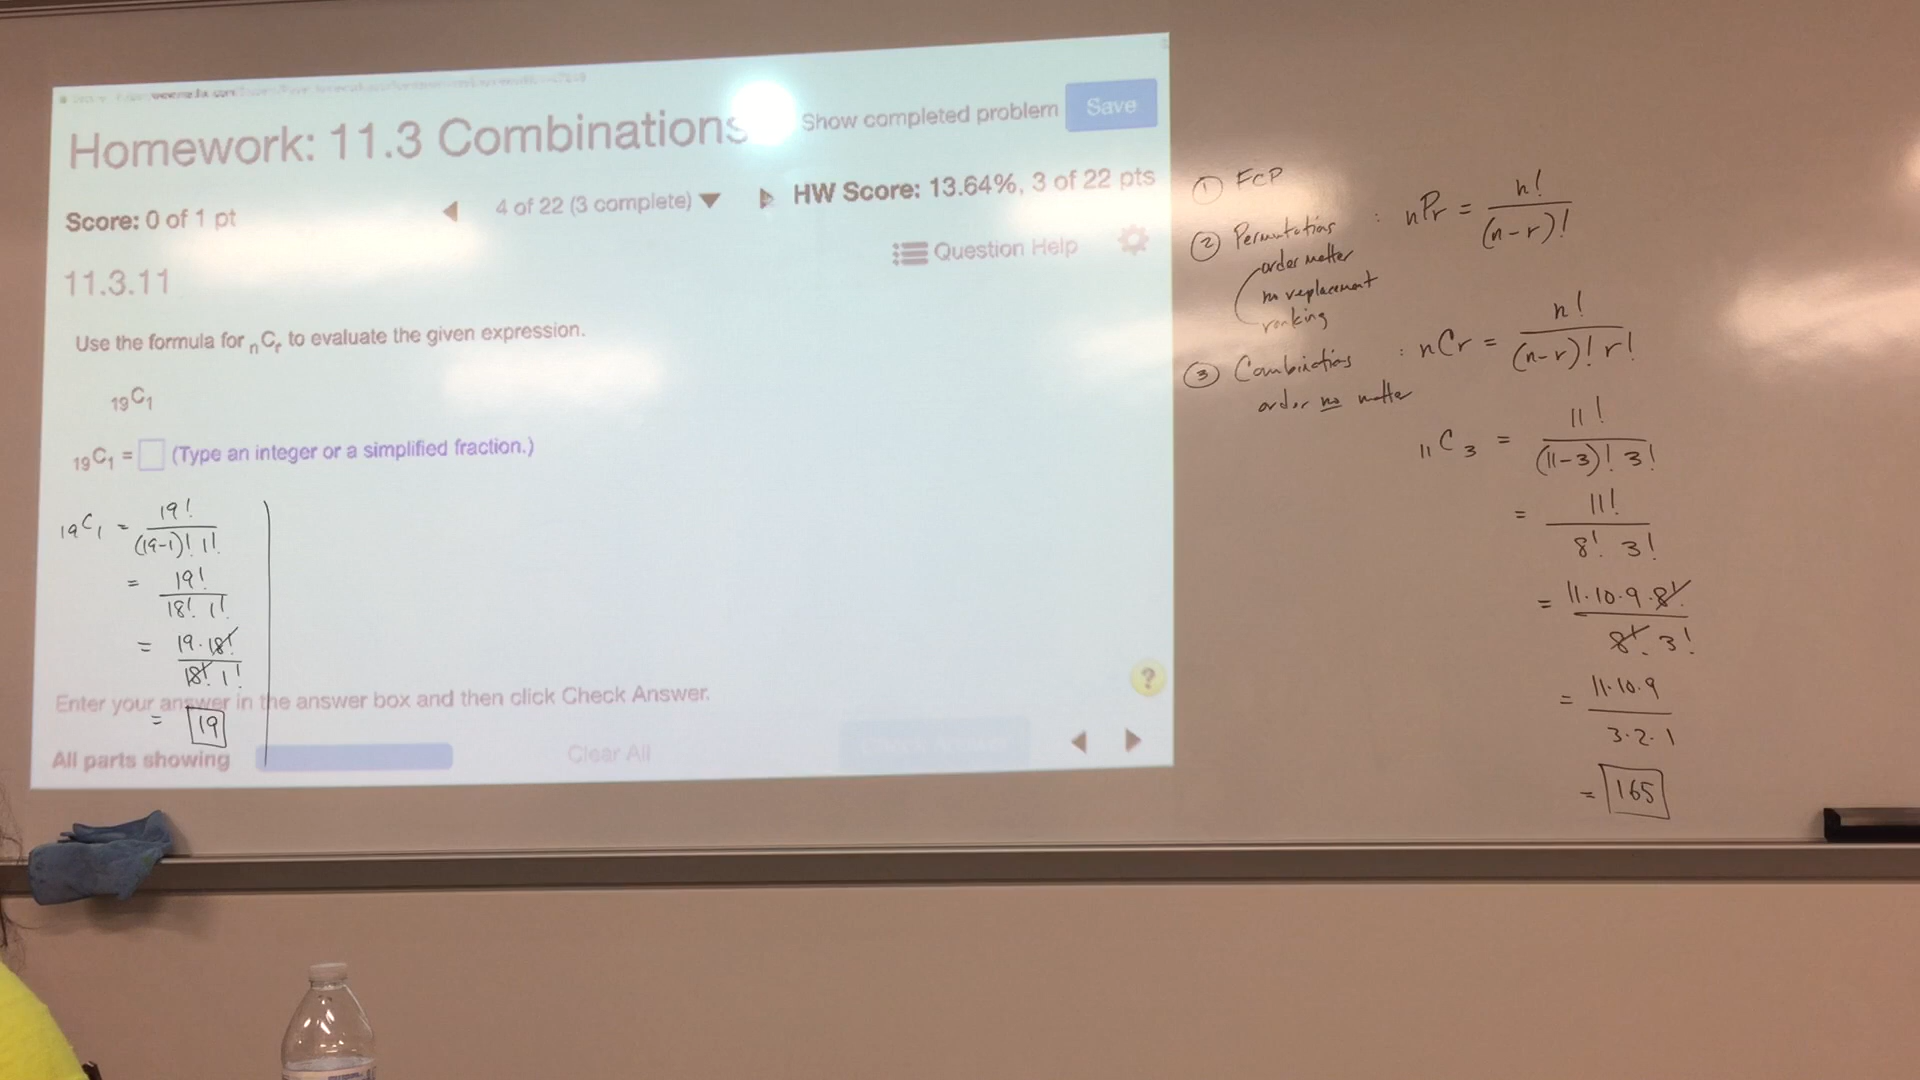 Homework: 11.3 Combinations
Show completed problem
Save
Score: 0 of 1 pt
4 of 22 (3 complete)
HW Score: 13.64%, 3 of 22 pts
11.3.11
Question Help
Use the formula for nCr to evaluate the given expression.
19C1
19C1 = (Type an integer or a simplified fraction.)
19C1 = 19! / (19-1)! 1!
= 19! / 18! 1!
= 19·18! / 18! 1!
= 19
Enter your answer in the answer box and then click Check Answer.
?
All parts showing
Clear All
① FCP
② Permutations : nPr = n! / (n-r)!
order matter
no replacement
ranking
③ Combinations : nCr = n! / (n-r)! r!
order no matter
11C3 = 11! / (11-3)! 3!
= 11! / 8! 3!
= 11·10·9·8! / 8! 3!
= 11·10·9 / 3·2·1
= 165